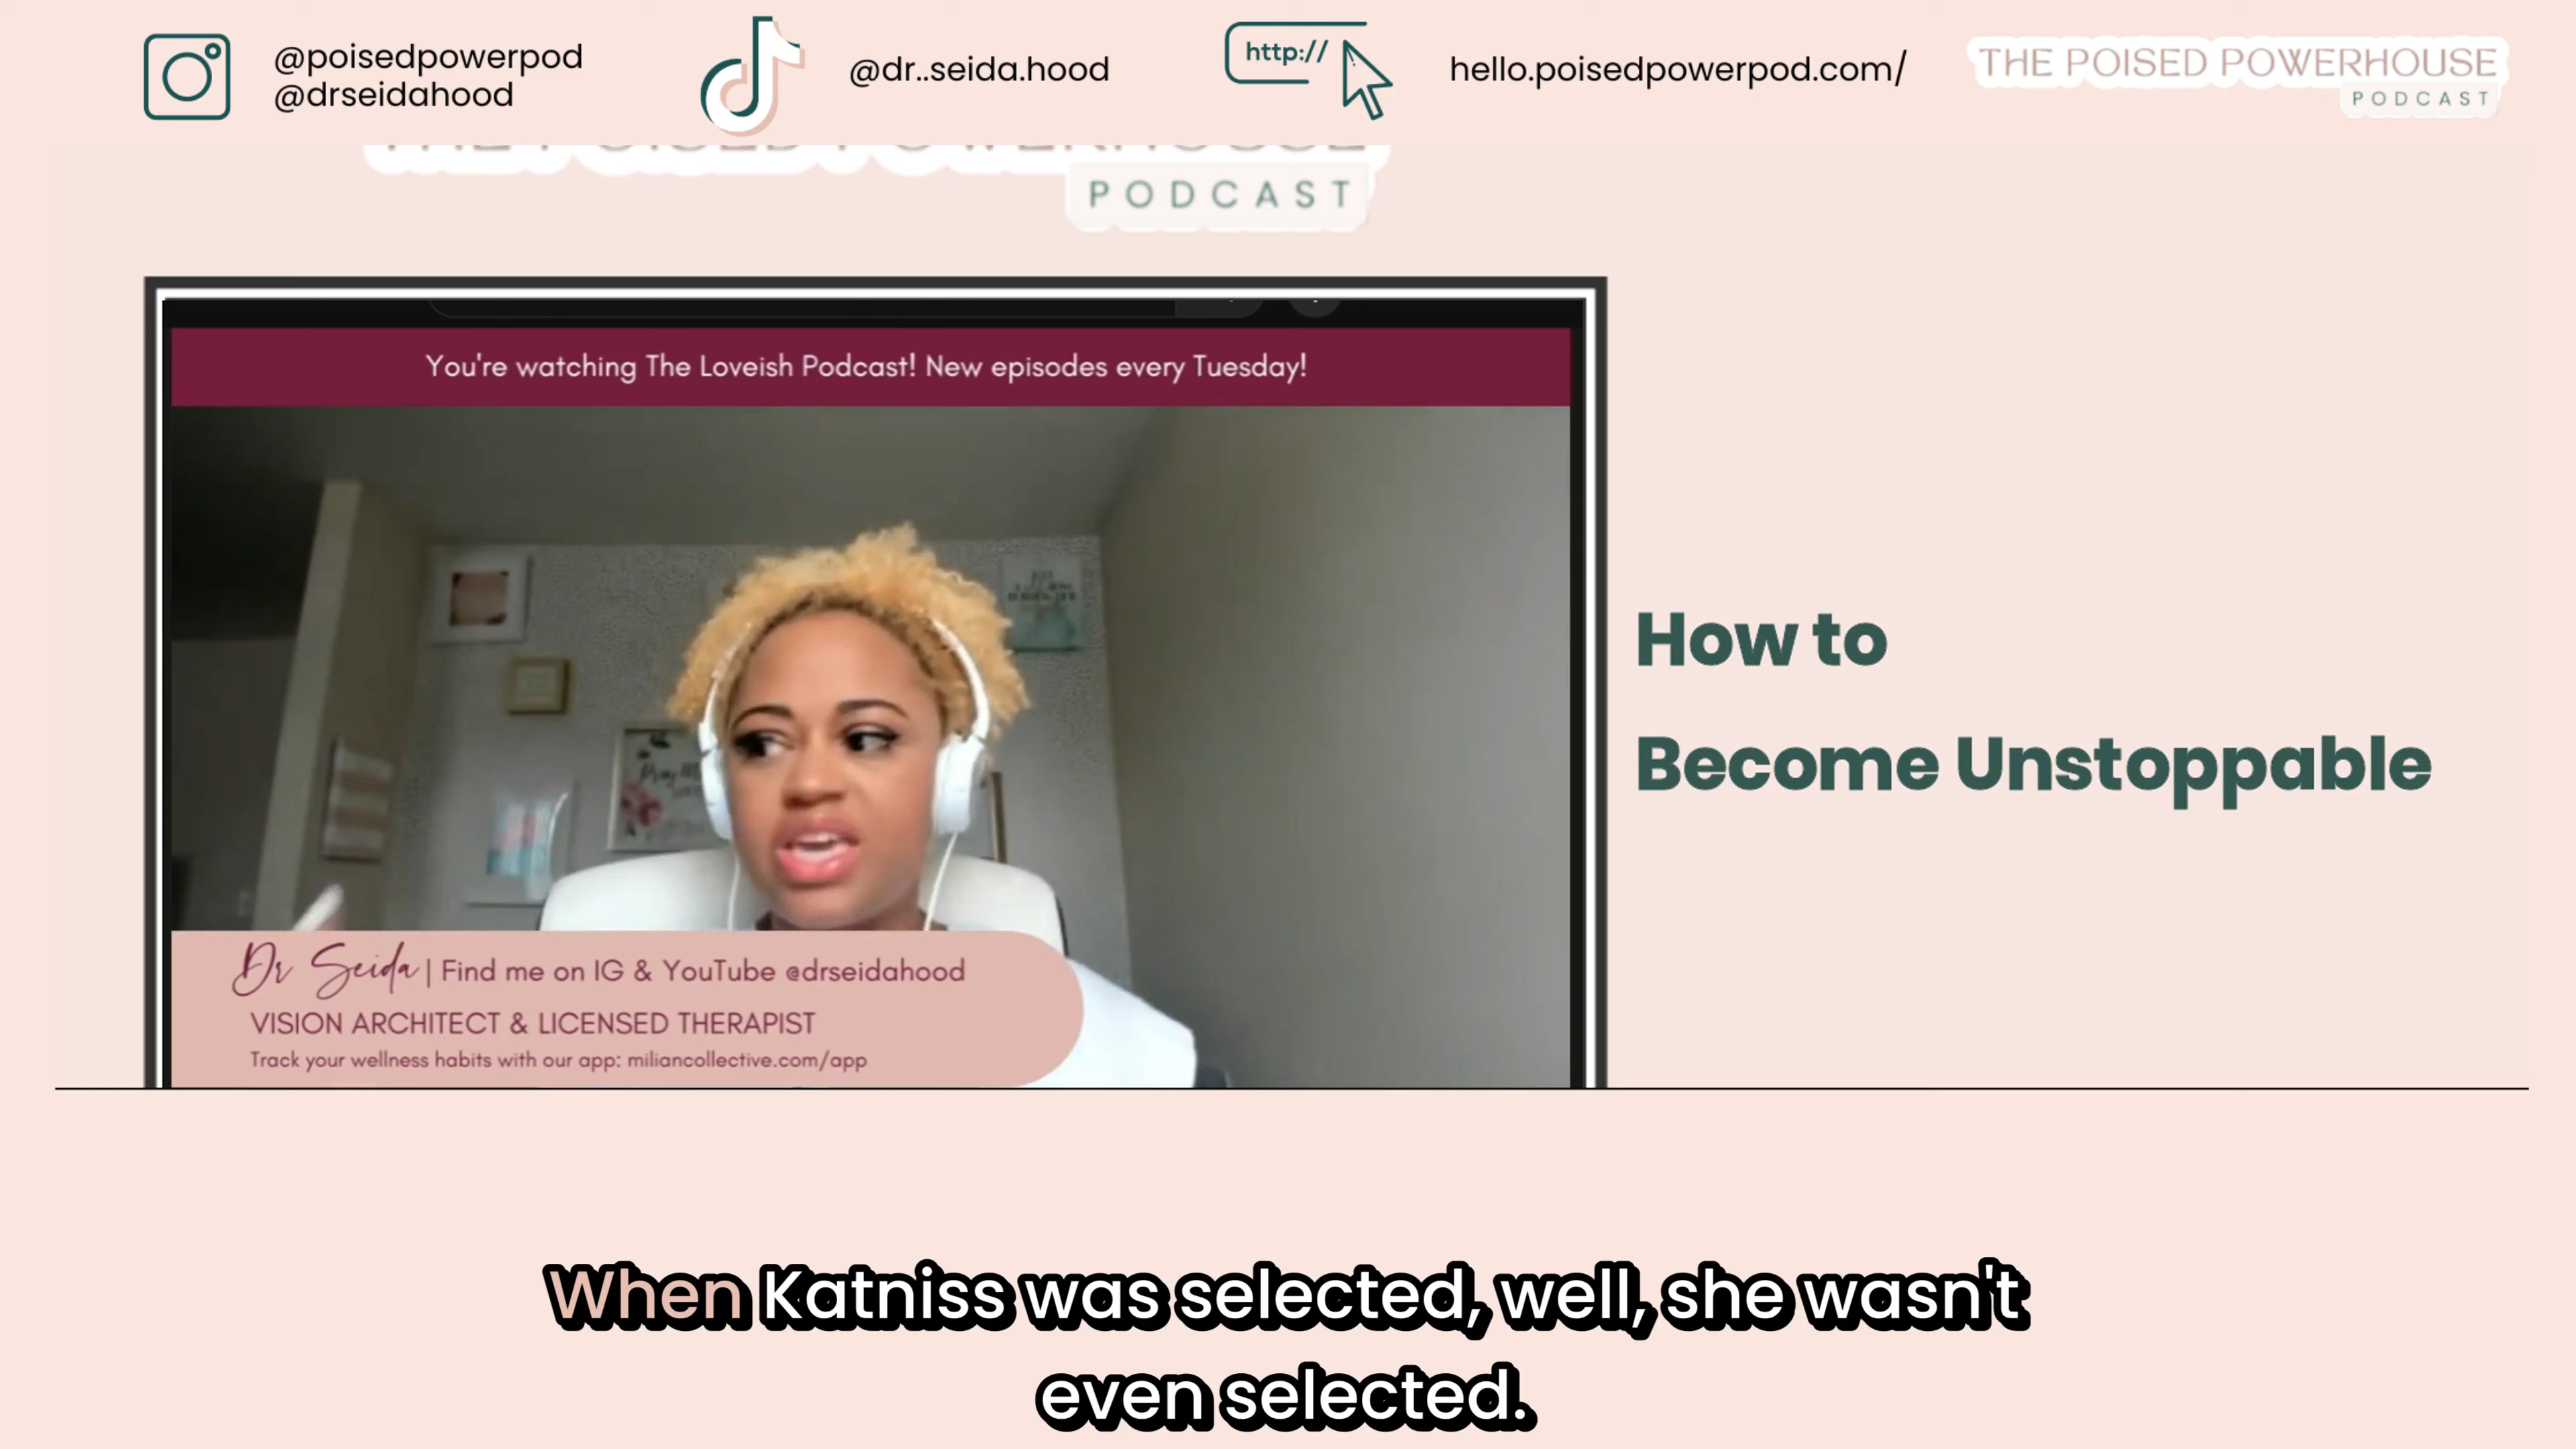 @poisedpowerpod
@drseidahood
@dr..seida.hood
http://
hello.poisedpowerpod.com/
THE POISED POWERHOUSE
PODCAST
THE POISED POWERHOUSE
PODCAST
You're watching The Loveish Podcast! New episodes every Tuesday!
How to
Become Unstoppable
Dr Seida | Find me on IG & YouTube @drseidahood
VISION ARCHITECT & LICENSED THERAPIST
Track your wellness habits with our app: miliancollective.com/app
When Katniss was selected, well, she wasn't
even selected.